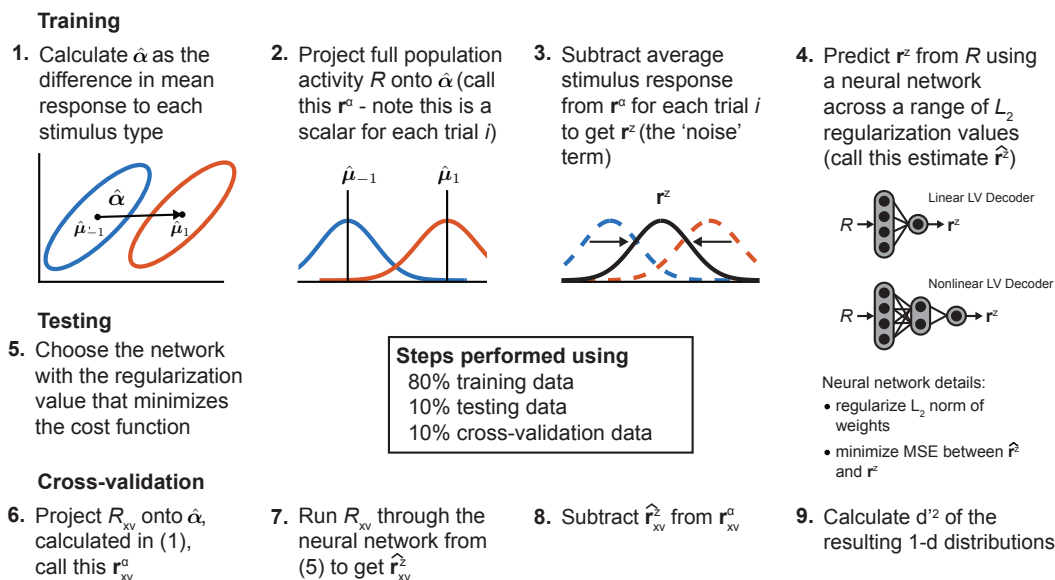 Training
1. Calculate α̂ as the
difference in mean
response to each
stimulus type
α̂
μ̂₋₁
μ̂₁
2. Project full population
activity R onto α̂ (call
this rᵅ - note this is a
scalar for each trial i)
μ̂₋₁
μ̂₁
3. Subtract average
stimulus response
from rᵅ for each trial i
to get rᶻ (the ‘noise’
term)
rᶻ
4. Predict rᶻ from R using
a neural network
across a range of L₂
regularization values
(call this estimate r̂ᶻ)
Linear LV Decoder
R
rᶻ
Nonlinear LV Decoder
R
rᶻ
Neural network details:
• regularize L₂ norm of
weights
• minimize MSE between r̂ᶻ
and rᶻ
Testing
5. Choose the network
with the regularization
value that minimizes
the cost function
Steps performed using
80% training data
10% testing data
10% cross-validation data
Cross-validation
6. Project R_xv onto α̂,
calculated in (1),
call this r^α_xv
7. Run R_xv through the
neural network from
(5) to get r̂^z_xv
8. Subtract r̂^z_xv from r^α_xv
9. Calculate d'² of the
resulting 1-d distributions